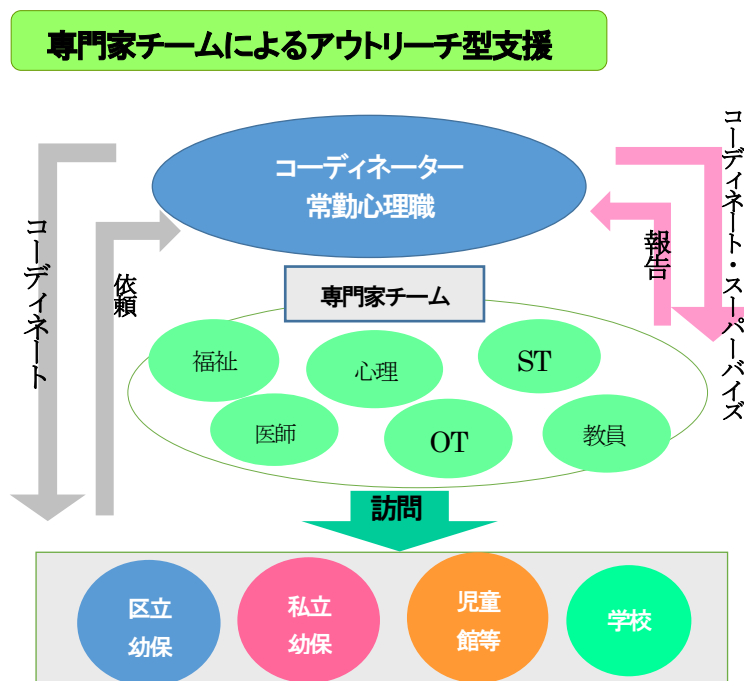 専門家チームによるアウトリーチ型支援
コーディネーター
常勤心理職
コーディネート
依頼
報告
コーディネート・スーパーバイズ
専門家チーム
福祉
心理
ST
医師
OT
教員
訪問
区立
幼保
私立
幼保
児童
館等
学校